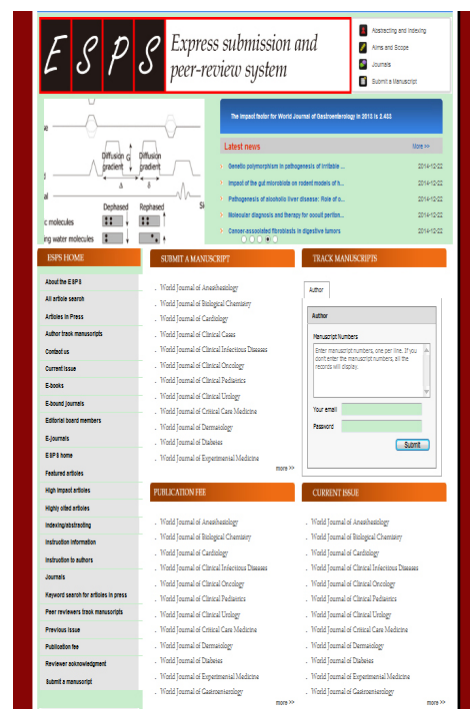 ESPS
Express submission and
peer-review system
Abstracting and Indexing
Aims and Scope
Journals
Submit a Manuscript
Diffusion G Diffusion
gradient gradient
Δ δ
Dephased Rephased
c molecules
ing water molecules
The Impact factor for World Journal of Gastroenterology in 2013 is 2.433
Latest news
More >>
Genetic polymorphism in pathogenesis of irritable ... 2014-12-22
Impact of the gut microbiota on rodent models of h... 2014-12-22
Pathogenesis of alcoholic liver disease: Role of o... 2014-12-22
Molecular diagnosis and therapy for occult periton... 2014-12-22
Cancer-associated fibroblasts in digestive tumors 2014-12-22
ESPS HOME
About the ESPS
All article search
Articles in Press
Author track manuscripts
Contact us
Current issue
E-books
E-bound journals
Editorial board members
E-journals
ESPS home
Featured articles
High impact articles
Highly cited articles
Indexing/abstracting
Instruction information
Instruction to authors
Journals
Keyword search for articles in press
Peer reviewers track manuscripts
Previous issue
Publication fee
Reviewer acknowledgment
Submit a manuscript
SUBMIT A MANUSCRIPT
World Journal of Anesthesiology
World Journal of Biological Chemistry
World Journal of Cardiology
World Journal of Clinical Cases
World Journal of Clinical Infectious Diseases
World Journal of Clinical Oncology
World Journal of Clinical Pediatrics
World Journal of Clinical Urology
World Journal of Critical Care Medicine
World Journal of Dermatology
World Journal of Diabetes
World Journal of Experimental Medicine
more >>
TRACK MANUSCRIPTS
Author
Author
Manuscript Numbers
Enter manuscript numbers, one per line. If you
don't enter the manuscript numbers, all the
records will display.
Your email
Password
Submit
PUBLICATION FEE
World Journal of Anesthesiology
World Journal of Biological Chemistry
World Journal of Cardiology
World Journal of Clinical Infectious Diseases
World Journal of Clinical Oncology
World Journal of Clinical Pediatrics
World Journal of Clinical Urology
World Journal of Critical Care Medicine
World Journal of Dermatology
World Journal of Diabetes
World Journal of Experimental Medicine
World Journal of Gastroenterology
more >>
CURRENT ISSUE
World Journal of Anesthesiology
World Journal of Biological Chemistry
World Journal of Cardiology
World Journal of Clinical Infectious Diseases
World Journal of Clinical Oncology
World Journal of Clinical Pediatrics
World Journal of Clinical Urology
World Journal of Critical Care Medicine
World Journal of Dermatology
World Journal of Diabetes
World Journal of Experimental Medicine
World Journal of Gastroenterology
more >>